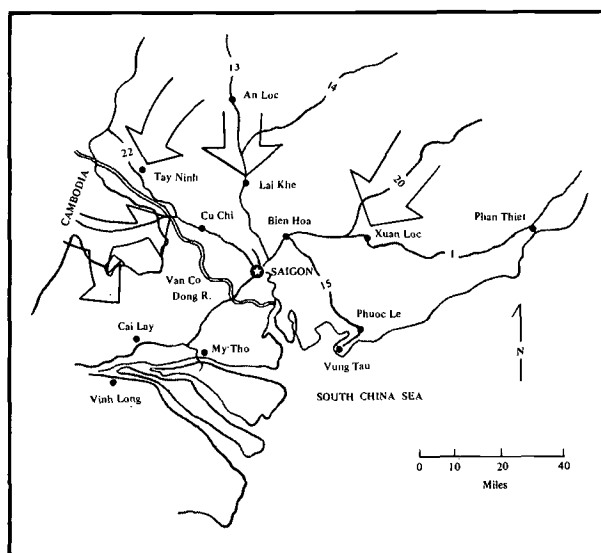 13
An Loc
14
22
Tay Ninh
Lai Khe
20
CAMBODIA
Cu Chi
Bien Hoa
Xuan Loc
Phan Thiet
1
Van Co
Dong R.
SAIGON
15
Phuoc Le
Cai Lay
My Tho
Vung Tau
N
Vinh Long
SOUTH CHINA SEA
0 10 20 30 40
Miles